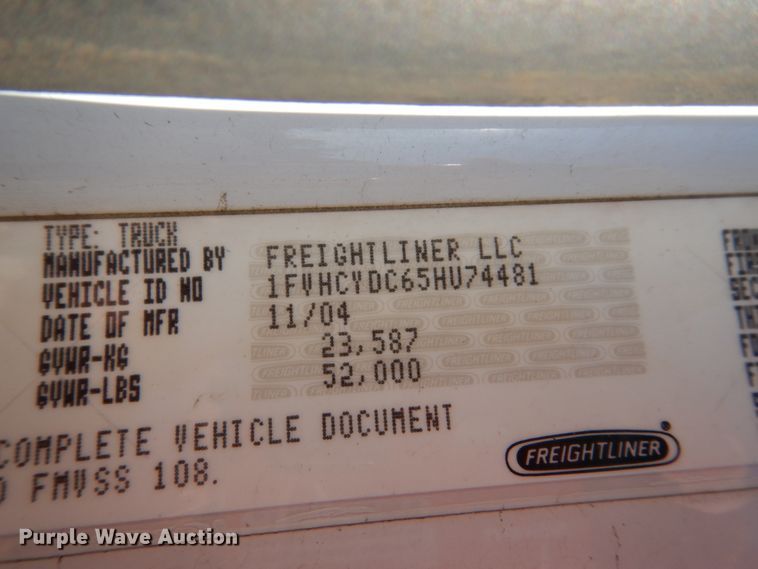 TYPE: TRUCK
MANUFACTURED BY FREIGHTLINER LLC
VEHICLE ID NO 1FVHCYDC65HU74481
DATE OF MFR 11/04
GVWR-KG 23,587
GVWR-LBS 52,000
COMPLETE VEHICLE DOCUMENT
FMVSS 108.
FREIGHTLINER
Purple Wave Auction